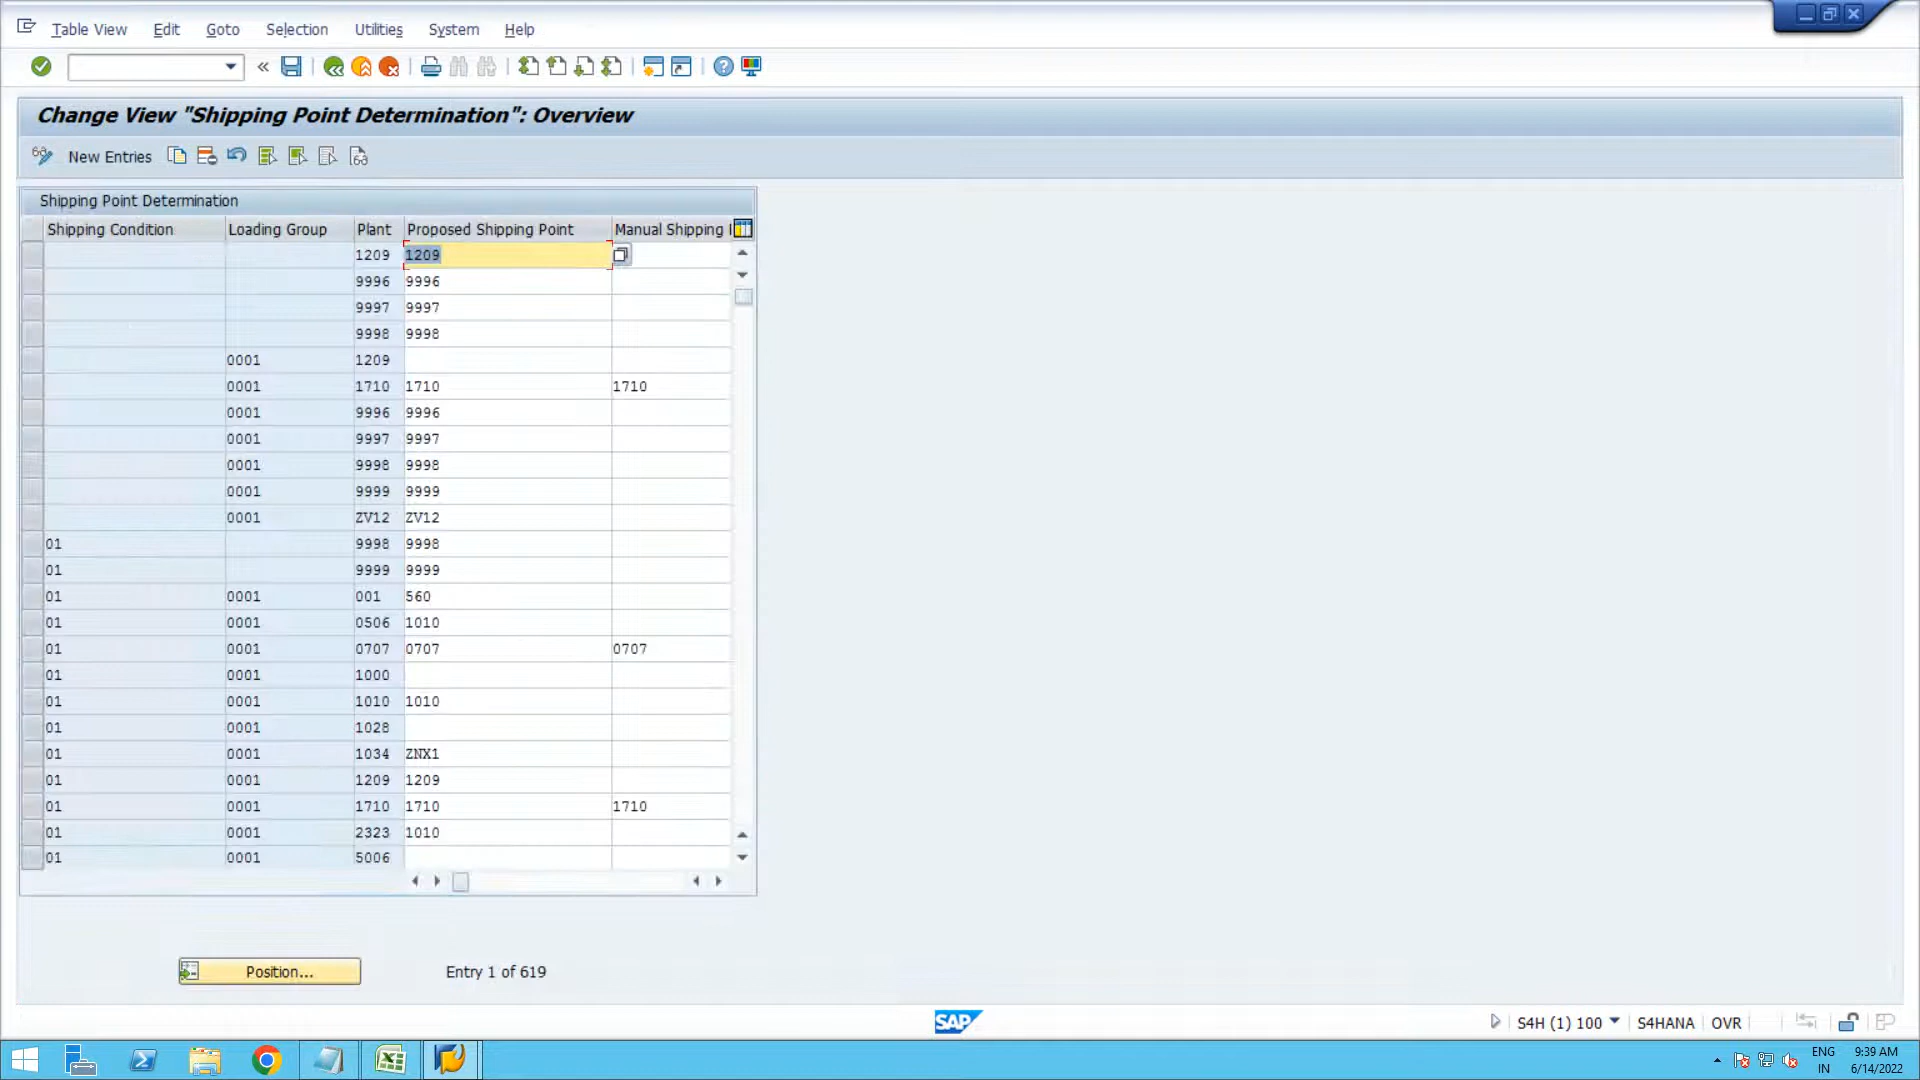 Table View Edit Goto Selection Utilities System Help
Change View "Shipping Point Determination": Overview
New Entries
Shipping Point Determination
Shipping Condition Loading Group Plant Proposed Shipping Point Manual Shipping
1209 1209
9996 9996
9997 9997
9998 9998
0001 1209
0001 1710 1710 1710
0001 9996 9996
0001 9997 9997
0001 9998 9998
0001 9999 9999
0001 ZV12 ZV12
01 9998 9998
01 9999 9999
01 0001 001 560
01 0001 0506 1010
01 0001 0707 0707 0707
01 0001 1000
01 0001 1010 1010
01 0001 1028
01 0001 1034 ZNX1
01 0001 1209 1209
01 0001 1710 1710 1710
01 0001 2323 1010
01 0001 5006
Position... Entry 1 of 619
SAP S4H (1) 100 S4HANA OVR
ENG 9:39 AM
IN 6/14/2022